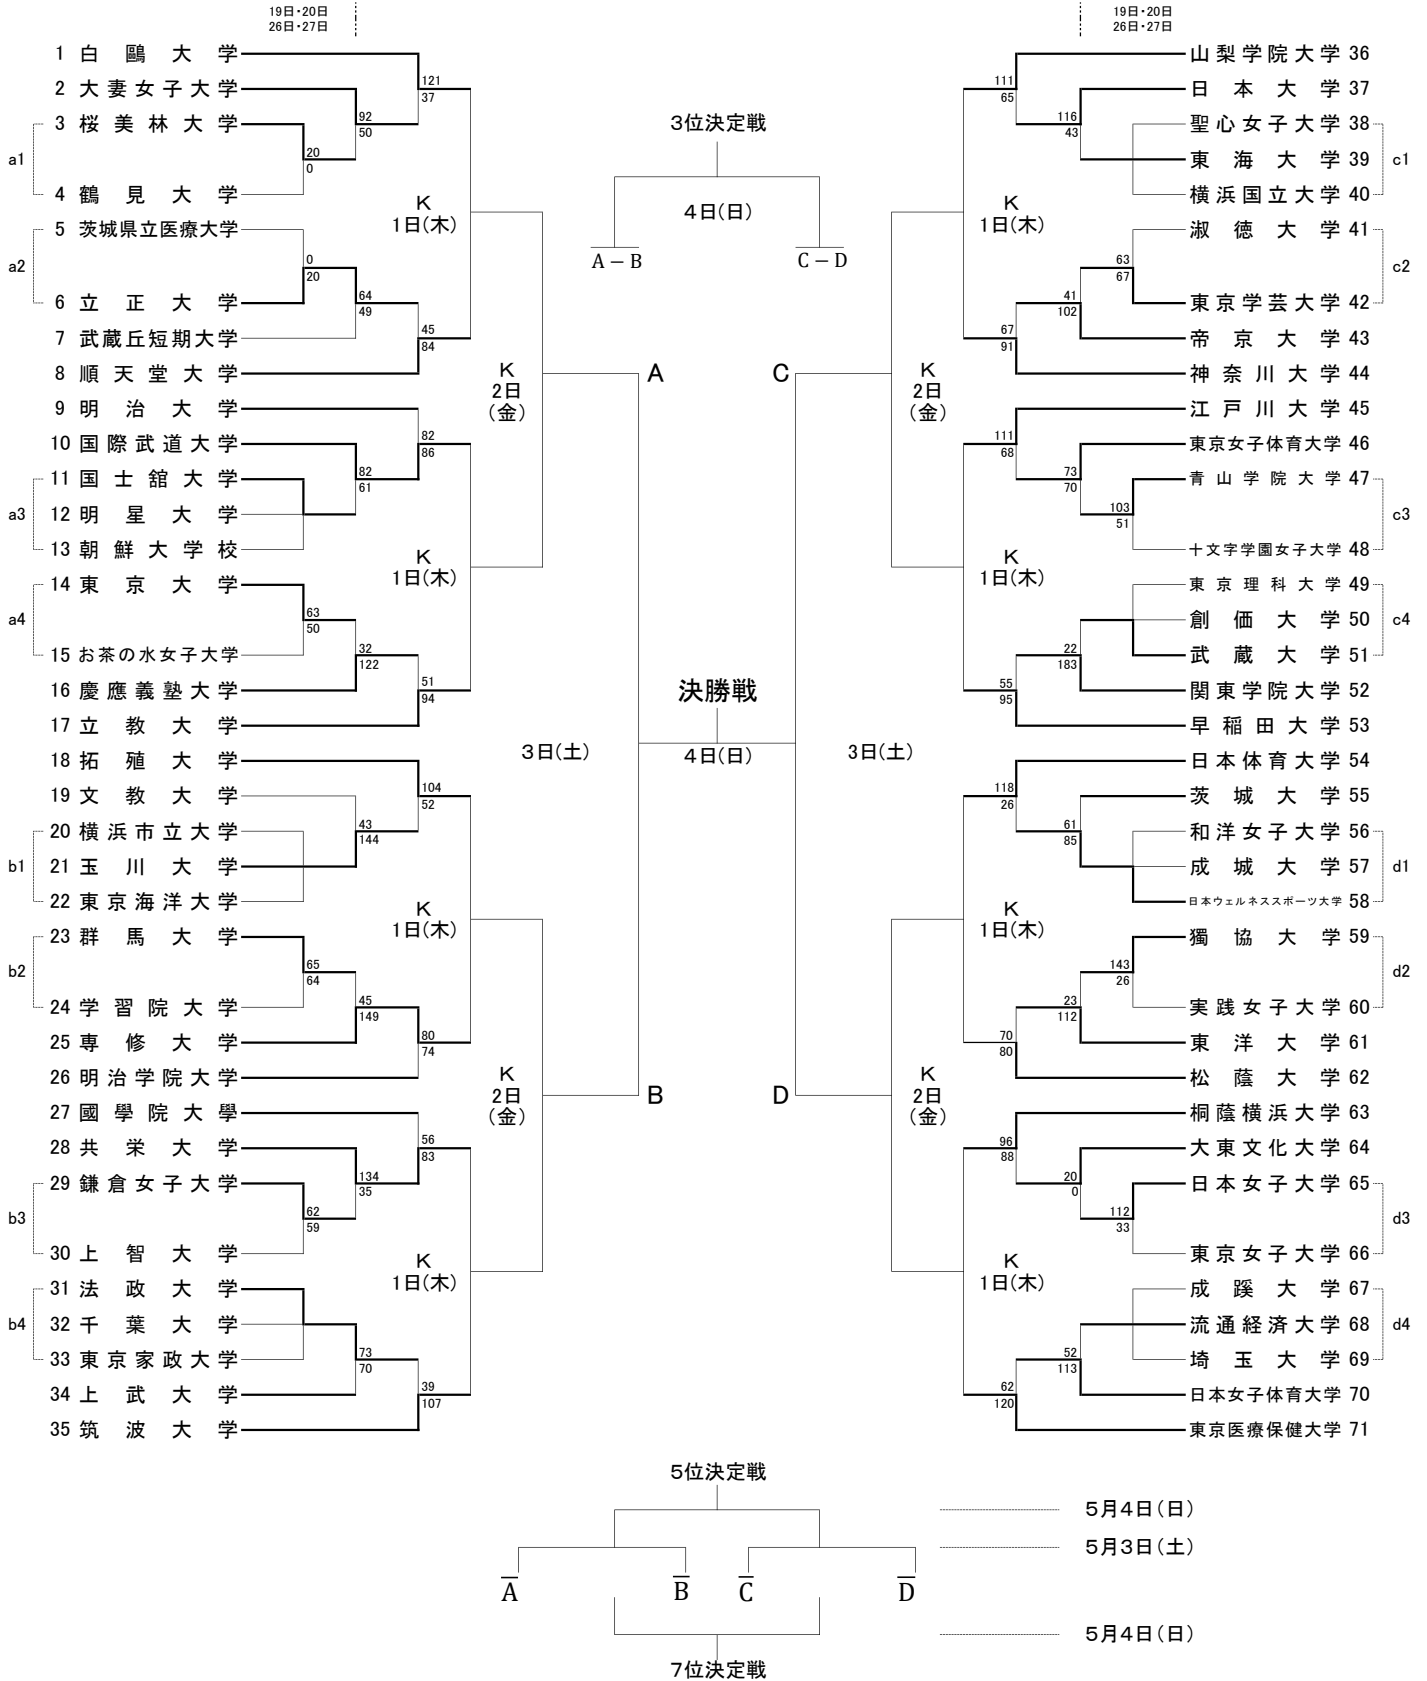 19日・20日
26日・27日
19日・20日
26日・27日
1 白鷗大学
2 大妻女子大学
3 桜美林大学
4 鶴見大学
5 茨城県立医療大学
6 立正大学
7 武蔵丘短期大学
8 順天堂大学
9 明治大学
10 国際武道大学
11 国士舘大学
12 明星大学
13 朝鮮大学校
14 東京大学
15 お茶の水女子大学
16 慶應義塾大学
17 立教大学
18 拓殖大学
19 文教大学
20 横浜市立大学
21 玉川大学
22 東京海洋大学
23 群馬大学
24 学習院大学
25 専修大学
26 明治学院大学
27 國學院大學
28 共栄大学
29 鎌倉女子大学
30 上智大学
31 法政大学
32 千葉大学
33 東京家政大学
34 上武大学
35 筑波大学
a1
a2
a3
a4
b1
b2
b3
b4
20
0
0
20
63
50
65
64
62
59
92
50
64
49
82
61
32
122
43
144
45
149
134
35
73
70
121
37
45
84
82
86
51
94
104
52
80
74
56
83
39
107
K
1日(木)
K
1日(木)
K
1日(木)
K
1日(木)
K
2日
(金)
K
2日
(金)
A
B
3日(土)
3位決定戦
4日(日)
A－B
C－D
決勝戦
4日(日)
3日(土)
C
D
K
2日
(金)
K
2日
(金)
K
1日(木)
K
1日(木)
K
1日(木)
K
1日(木)
111
65
67
91
111
68
55
95
118
26
70
80
96
88
62
120
116
43
41
102
73
70
22
183
61
85
23
112
20
0
52
113
63
67
103
51
143
26
112
33
山梨学院大学 36
日本大学 37
聖心女子大学 38
東海大学 39
横浜国立大学 40
淑徳大学 41
東京学芸大学 42
帝京大学 43
神奈川大学 44
江戸川大学 45
東京女子体育大学 46
青山学院大学 47
十文字学園女子大学 48
東京理科大学 49
創価大学 50
武蔵大学 51
関東学院大学 52
早稲田大学 53
日本体育大学 54
茨城大学 55
和洋女子大学 56
成城大学 57
日本ウェルネススポーツ大学 58
獨協大学 59
実践女子大学 60
東洋大学 61
松蔭大学 62
桐蔭横浜大学 63
大東文化大学 64
日本女子大学 65
東京女子大学 66
成蹊大学 67
流通経済大学 68
埼玉大学 69
日本女子体育大学 70
東京医療保健大学 71
c1
c2
c3
c4
d1
d2
d3
d4
5位決定戦
5月4日(日)
5月3日(土)
A
B
C
D
5月4日(日)
7位決定戦